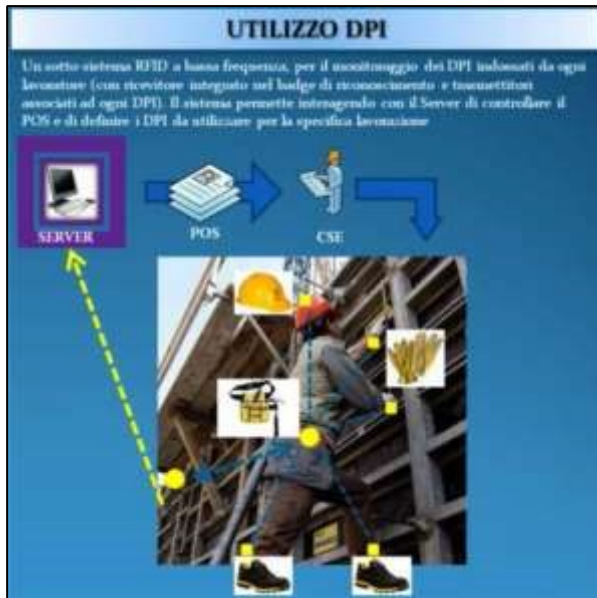 UTILIZZO DPI
Un sotto-sistema RFID a bassa frequenza, per il monitoraggio dei DPI indossati da ogni
lavoratore (con ricevitore integrato nel badge di riconoscimento e trasmettitori
associati ad ogni DPI). Il sistema permette interagendo con il Server di controllare il
POS e di definire i DPI da utilizzare per la specifica lavorazione
SERVER
POS
CSE